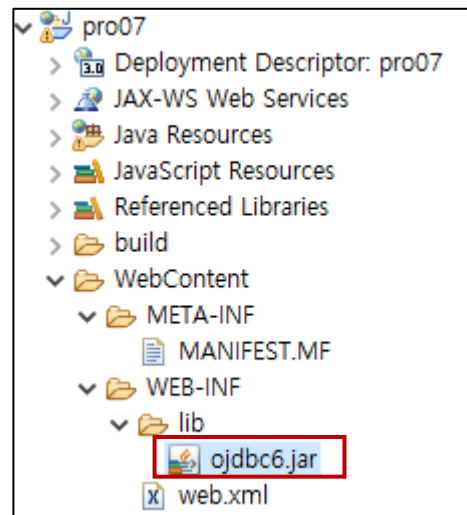 pro07
Deployment Descriptor: pro07
JAX-WS Web Services
Java Resources
JavaScript Resources
Referenced Libraries
build
WebContent
META-INF
MANIFEST.MF
WEB-INF
lib
ojdbc6.jar
web.xml